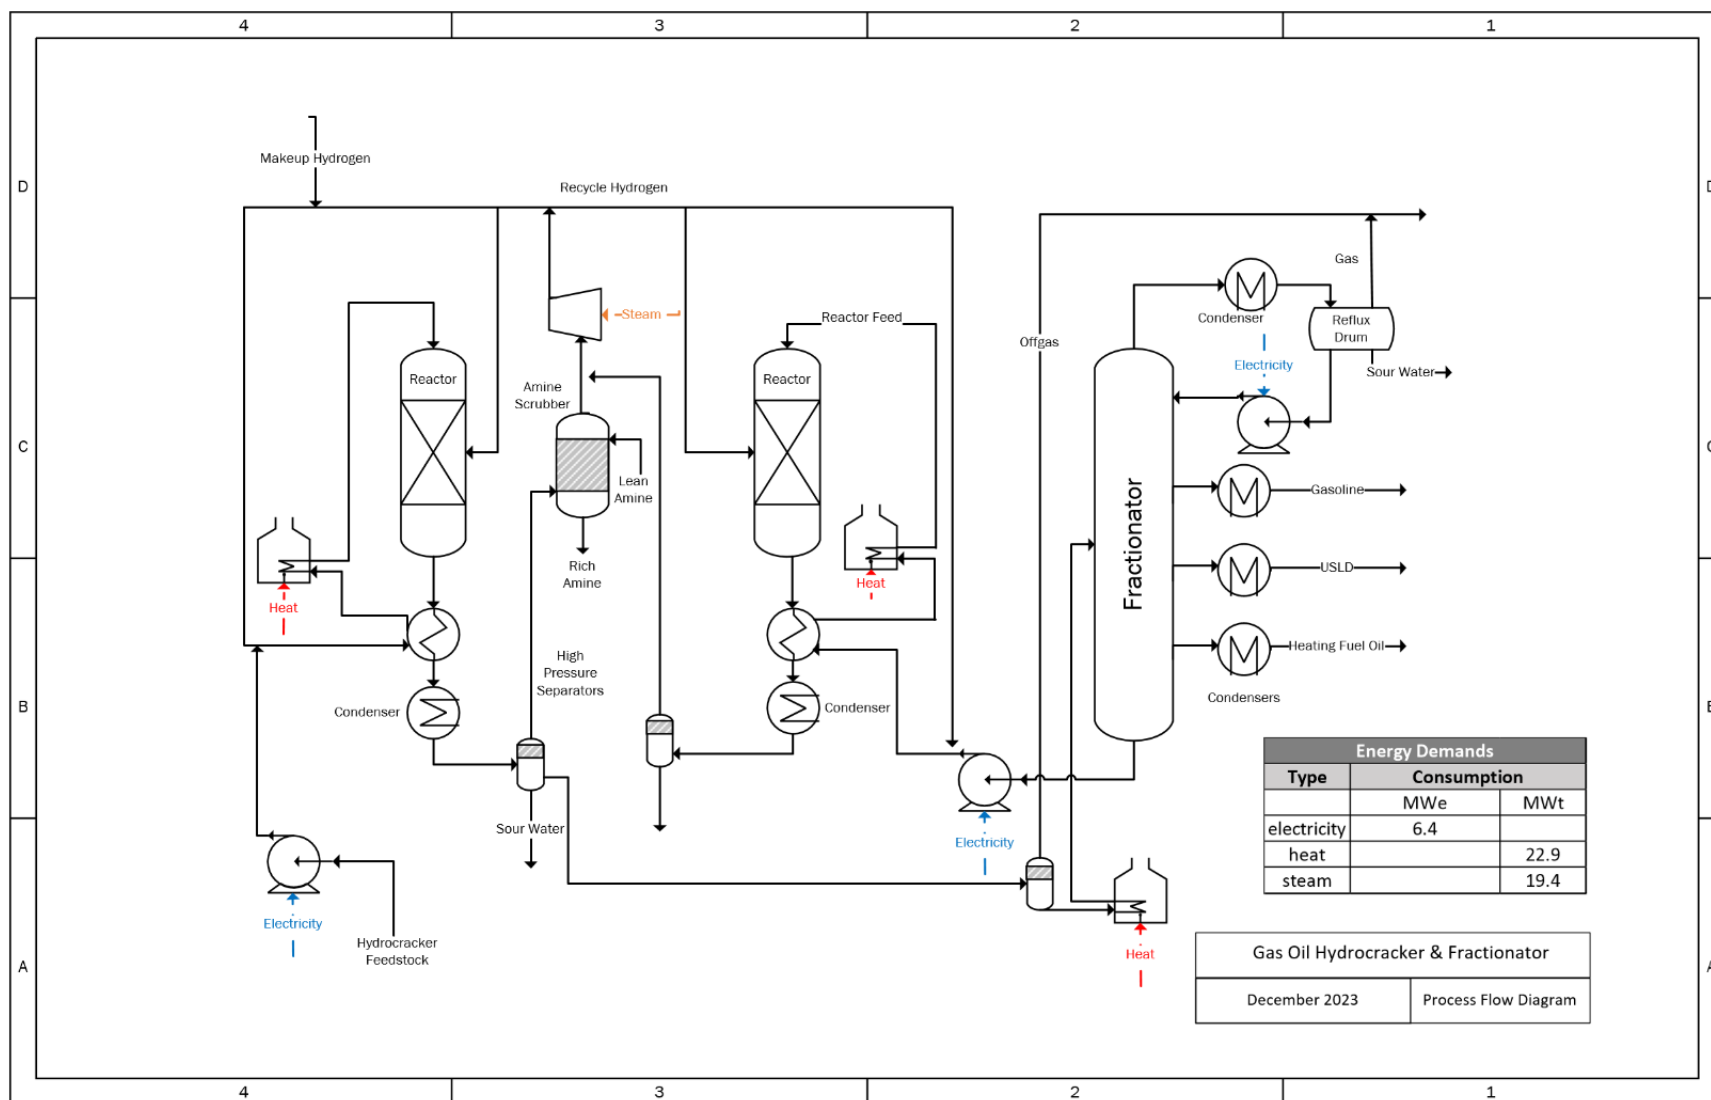 4 3 2 1
D
C
B
A
Makeup Hydrogen
Recycle Hydrogen
Gas
Steam
Reactor Feed
Condenser
Reflux
Drum
Offgas
Electricity
Sour Water
Reactor
Amine
Scrubber
Reactor
Lean
Amine
Fractionator
Gasoline
Rich
Amine
Heat
USLD
Heat
High
Pressure
Separators
Heating Fuel Oil
Condensers
Condenser
Condenser
Sour Water
Electricity
Electricity
Hydrocracker
Feedstock
Heat
Energy Demands
Type Consumption
MWe MWt
electricity 6.4
heat 22.9
steam 19.4
Gas Oil Hydrocracker & Fractionator
December 2023 Process Flow Diagram
4 3 2 1